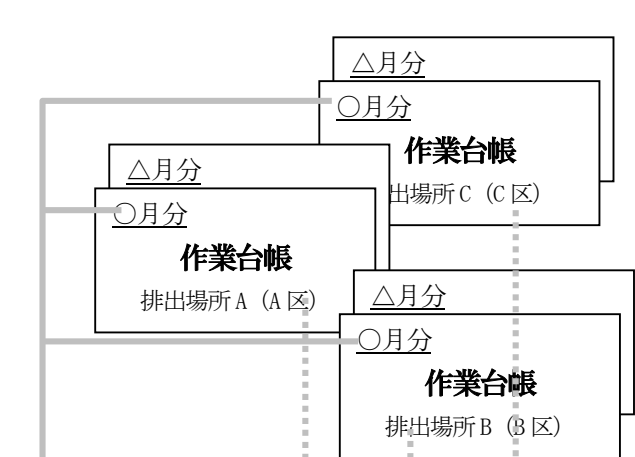 △月分
○月分
作業台帳
出場所C（C区）
△月分
○月分
作業台帳
排出場所A（A区）
△月分
○月分
作業台帳
排出場所B（B区）